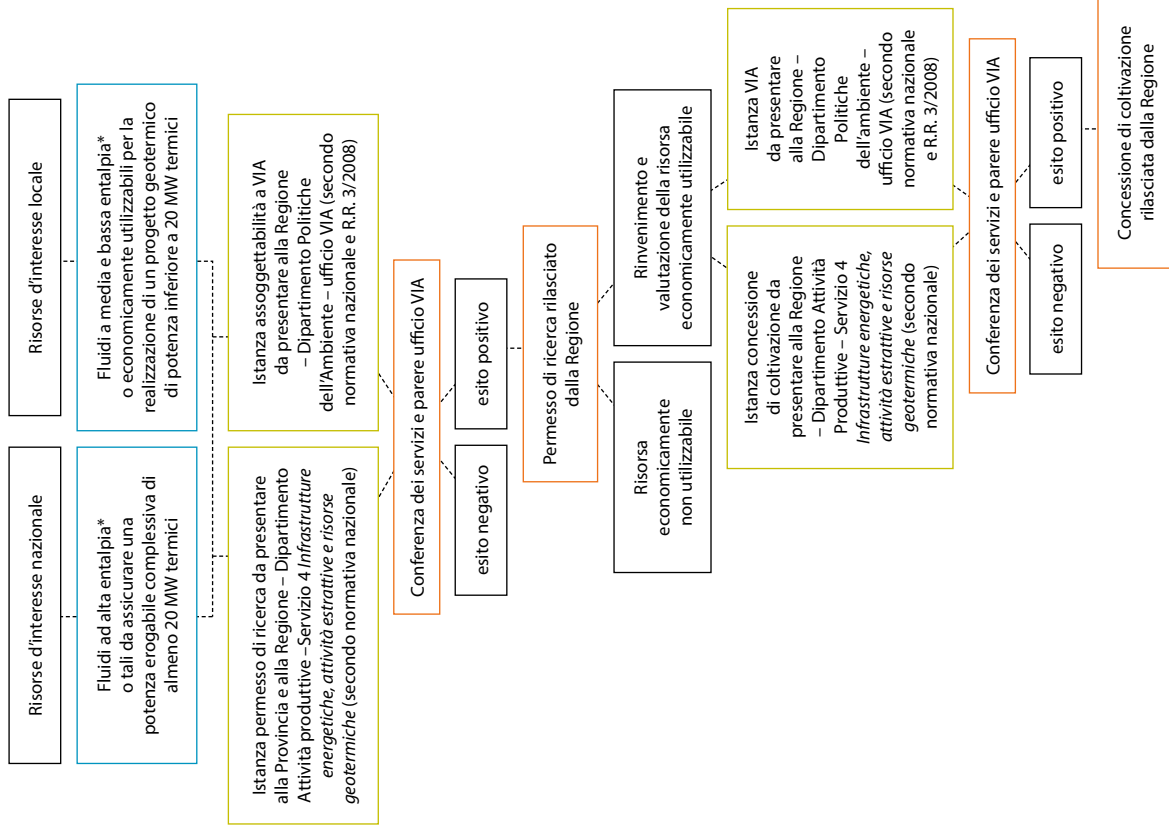 Risorse d’interesse nazionale
Risorse d’interesse locale
Fluidi ad alta entalpia*
o tali da assicurare una
potenza erogabile complessiva di
almeno 20 MW termici
Fluidi a media e bassa entalpia*
o economicamente utilizzabili per la
realizzazione di un progetto geotermico
di potenza inferiore a 20 MW termici
Istanza permesso di ricerca da presentare
alla Provincia e alla Regione – Dipartimento
Attività produttive –Servizio 4 Infrastrutture
energetiche, attività estrattive e risorse
geotermiche (secondo normativa nazionale)
Istanza assoggettabilità a VIA
da presentare alla Regione
– Dipartimento Politiche
dell’Ambiente – ufficio VIA (secondo
normativa nazionale e R.R. 3/2008)
Conferenza dei servizi e parere ufficio VIA
esito negativo
esito positivo
Permesso di ricerca rilasciato
dalla Regione
Risorsa
economicamente
non utilizzabile
Rinvenimento e
valutazione della risorsa
economicamente utilizzabile
Istanza concessione
di coltivazione da
presentare alla Regione
– Dipartimento Attività
Produttive – Servizio 4
Infrastrutture energetiche,
attività estrattive e risorse
geotermiche (secondo
normativa nazionale)
Istanza VIA
da presentare
alla Regione –
Dipartimento
Politiche
dell’ambiente –
ufficio VIA (secondo
normativa nazionale
e R.R. 3/2008)
Conferenza dei servizi e parere ufficio VIA
esito negativo
esito positivo
Concessione di coltivazione
rilasciata dalla Regione